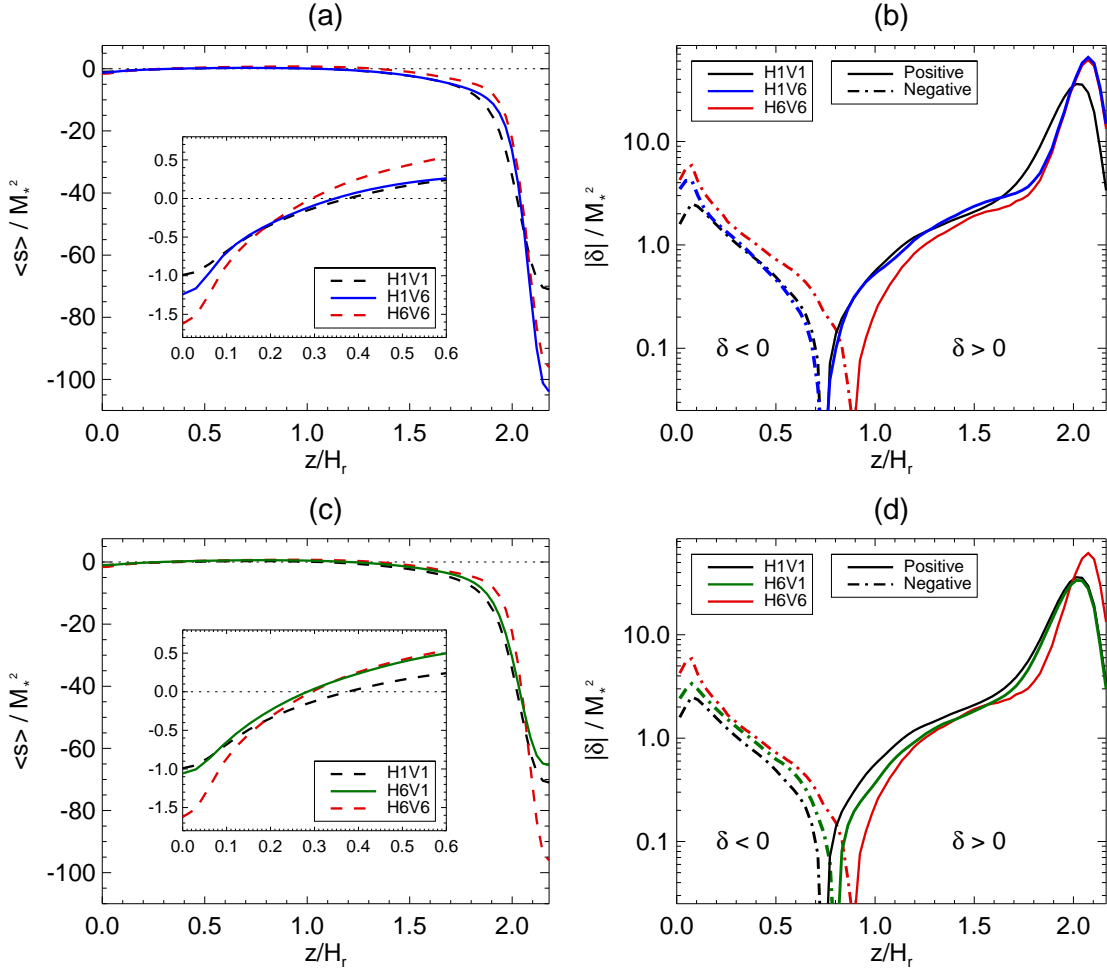 (a)
<s> / M*²
0
-20
-40
-60
-80
-100
0.5
0.0
-0.5
-1.0
-1.5
0.0 0.1 0.2 0.3 0.4 0.5 0.6
H1V1
H1V6
H6V6
0.0 0.5 1.0 1.5 2.0
z/Hr
(b)
|δ| / M*²
10.0
1.0
0.1
H1V1
H1V6
H6V6
Positive
Negative
δ < 0
δ > 0
0.0 0.5 1.0 1.5 2.0
z/Hr
(c)
<s> / M*²
0
-20
-40
-60
-80
-100
0.5
0.0
-0.5
-1.0
-1.5
0.0 0.1 0.2 0.3 0.4 0.5 0.6
H1V1
H6V1
H6V6
0.0 0.5 1.0 1.5 2.0
z/Hr
(d)
|δ| / M*²
10.0
1.0
0.1
H1V1
H6V1
H6V6
Positive
Negative
δ < 0
δ > 0
0.0 0.5 1.0 1.5 2.0
z/Hr